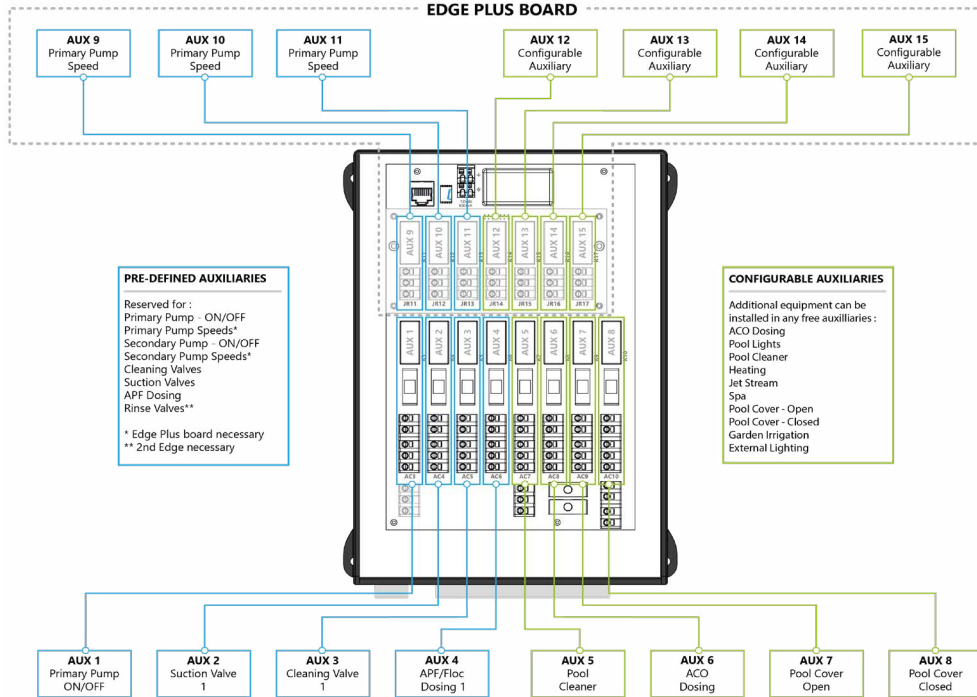 EDGE PLUS BOARD
AUX 9
Primary Pump
Speed
AUX 10
Primary Pump
Speed
AUX 11
Primary Pump
Speed
AUX 12
Configurable
Auxiliary
AUX 13
Configurable
Auxiliary
AUX 14
Configurable
Auxiliary
AUX 15
Configurable
Auxiliary
AUX 9
AUX 10
AUX 11
AUX 12
AUX 13
AUX 14
AUX 15
JR11
JR12
JR13
JR14
JR15
JR16
JR17
PRE-DEFINED AUXILIARIES
Reserved for :
Primary Pump - ON/OFF
Primary Pump Speeds*
Secondary Pump - ON/OFF
Secondary Pump Speeds*
Cleaning Valves
Suction Valves
APF Dosing
Rinse Valves**
* Edge Plus board necessary
** 2nd Edge necessary
AUX 1
AUX 2
AUX 3
AUX 4
AUX 5
AUX 6
AUX 7
AUX 8
AC3
AC4
AC5
AC6
AC7
AC8
AC9
AC10
CONFIGURABLE AUXILIARIES
Additional equipment can be
installed in any free auxilliaries :
ACO Dosing
Pool Lights
Pool Cleaner
Heating
Jet Stream
Spa
Pool Cover - Open
Pool Cover - Closed
Garden Irrigation
External Lighting
AUX 1
Primary Pump
ON/OFF
AUX 2
Suction Valve
1
AUX 3
Cleaning Valve
1
AUX 4
APF/Floc
Dosing 1
AUX 5
Pool
Cleaner
AUX 6
ACO
Dosing
AUX 7
Pool Cover
Open
AUX 8
Pool Cover
Closed